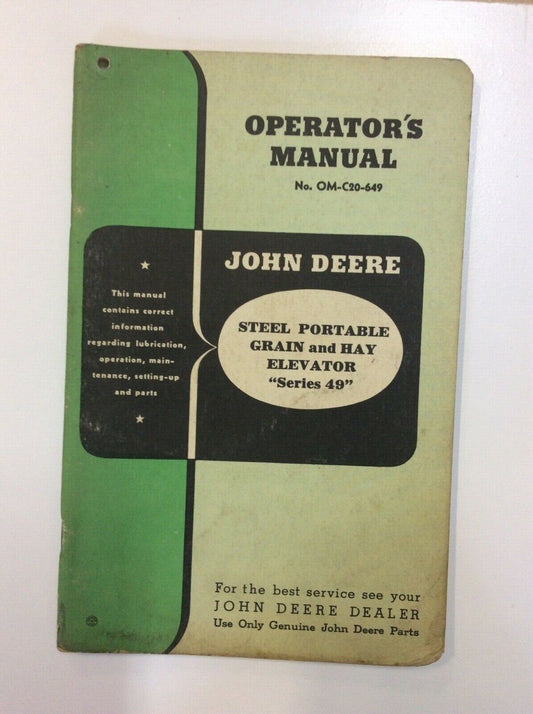 OPERATOR'S
MANUAL
No. OM-C20-649
JOHN DEERE
STEEL PORTABLE
GRAIN and HAY
ELEVATOR
“Series 49”
★
This manual
contains correct
information
regarding lubrication,
operation, main-
tenance, setting-up
and parts
★
For the best service see your
JOHN DEERE DEALER
Use Only Genuine John Deere Parts